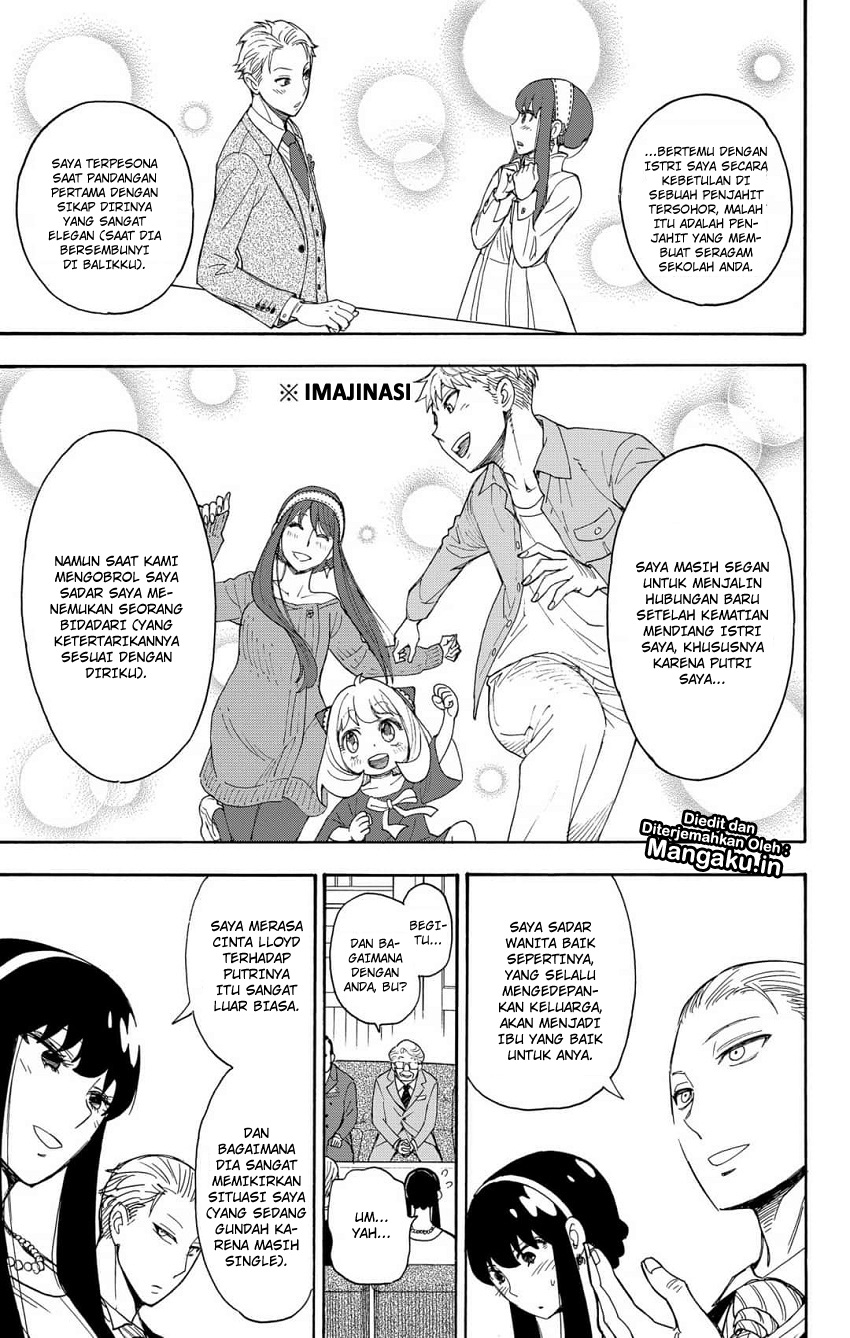 ...BERTEMU DENGAN
ISTRI SAYA SECARA
KEBETULAN DI
SEBUAH PENJAHIT
TERSOHOR, MALAH
ITU ADALAH PEN-
JAHIT YANG MEM-
BUAT SERAGAM
SEKOLAH ANDA.
SAYA TERPESONA
SAAT PANDANGAN
PERTAMA DENGAN
SIKAP DIRINYA
YANG SANGAT
ELEGAN (SAAT DIA
BERSEMBUNYI
DI BALIKKU).
※ IMAJINASI
SAYA MASIH SEGAN
UNTUK MENJALIN
HUBUNGAN BARU
SETELAH KEMATIAN
MENDIANG ISTRI
SAYA, KHUSUSNYA
KARENA PUTRI
SAYA...
NAMUN SAAT KAMI
MENGOBROL SAYA
SADAR SAYA ME-
NEMUKAN SEORANG
BIDADARI (YANG
KETERTARIKANNYA
SESUAI DENGAN
DIRIKU).
Diedit dan
Diterjemahkan Oleh :
Mangaku.in
SAYA SADAR
WANITA BAIK
SEPERTINYA,
YANG SELALU
MENGEDEPAN-
KAN KELUARGA,
AKAN MENJADI
IBU YANG BAIK
UNTUK ANYA.
BEGI-
TU...
DAN BA-
GAIMANA
DENGAN
ANDA, BU?
UM...
YAH...
SAYA MERASA
CINTA LLOYD
TERHADAP
PUTRINYA
ITU SANGAT
LUAR BIASA.
DAN
BAGAIMANA
DIA SANGAT
MEMIKIRKAN
SITUASI SAYA
(YANG SEDANG
GUNDAH KA-
RENA MASIH
SINGLE).